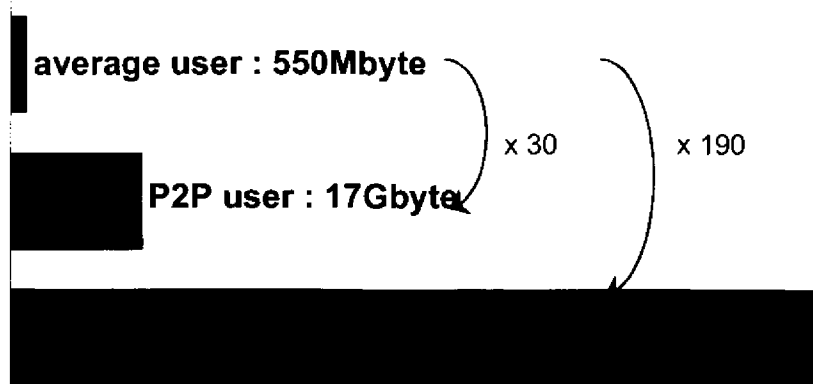 average user : 550Mbyte
x 30
x 190
P2P user : 17Gbyte